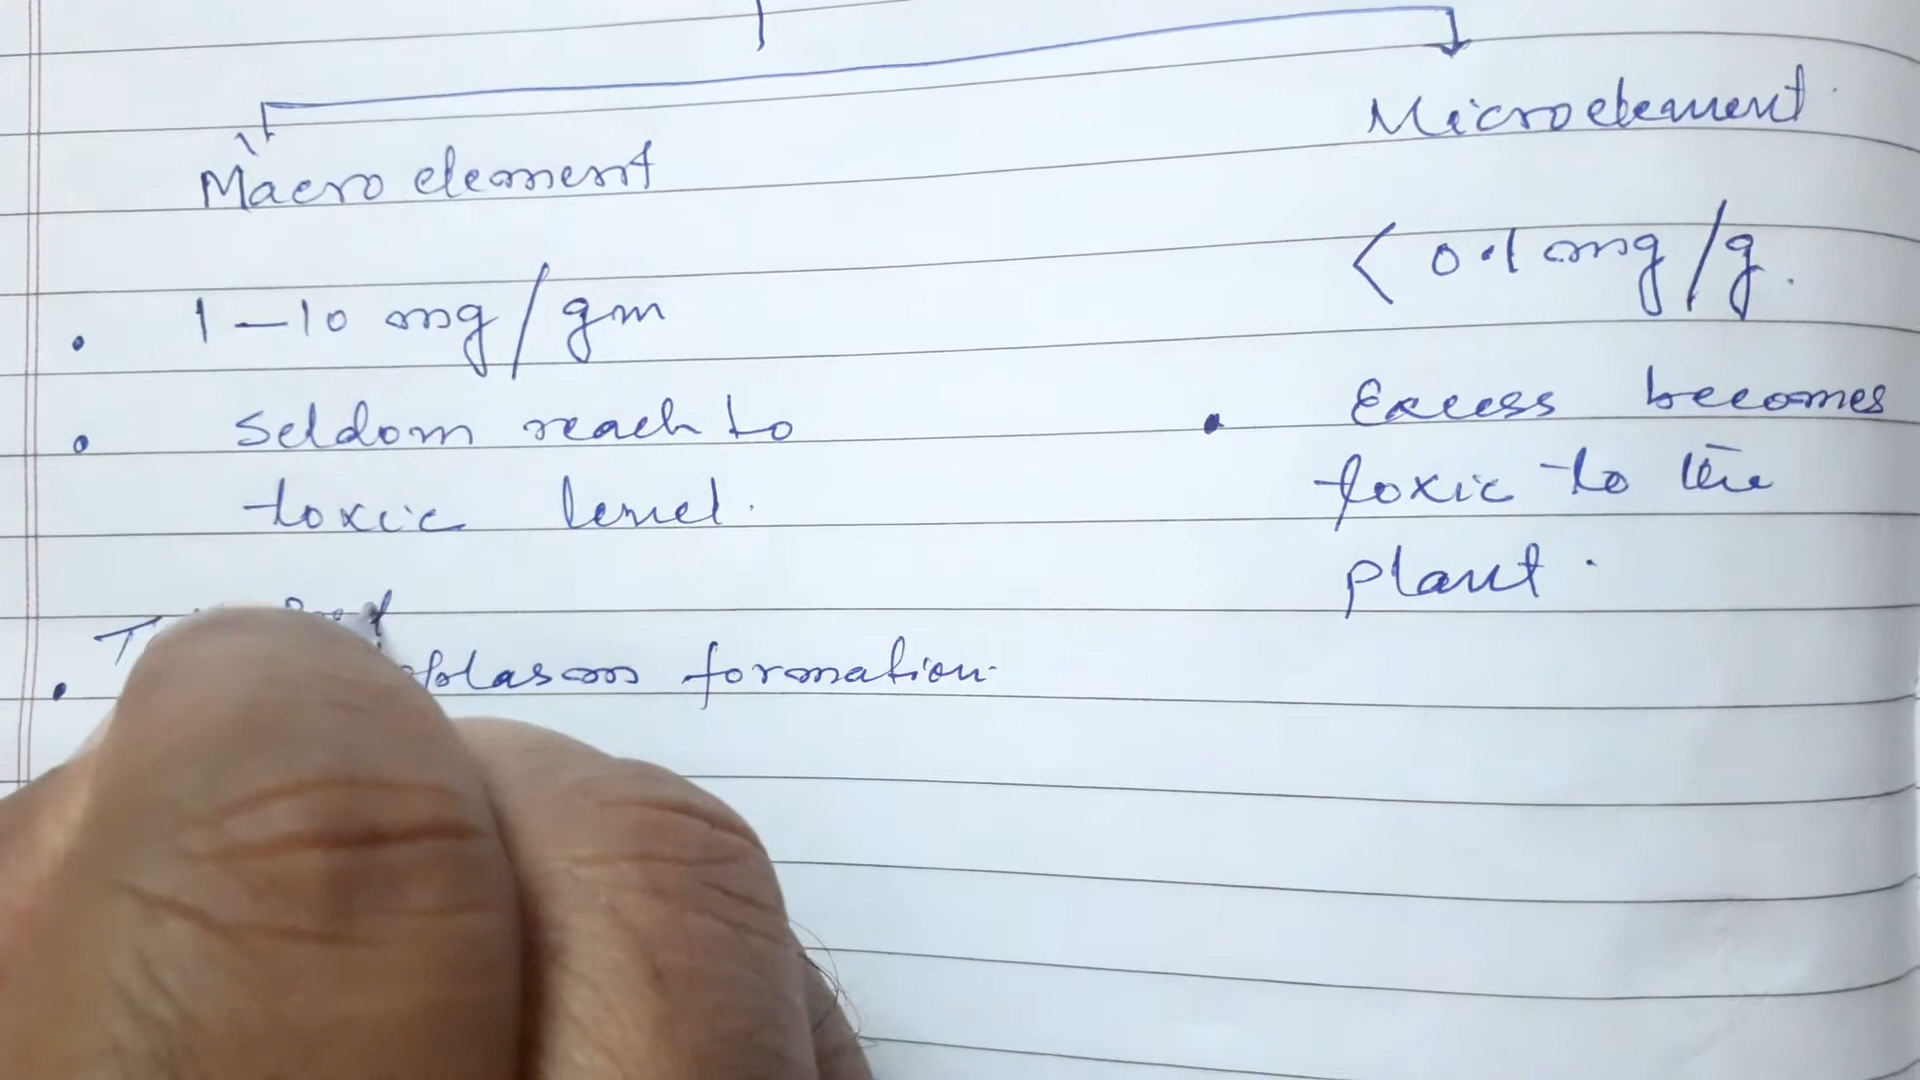 Macro element
Microelement
1-10 mg/gm
< 0.1 mg/g.
• seldom reach to
toxic level.
• Excess becomes
toxic to the
plant.
formation.